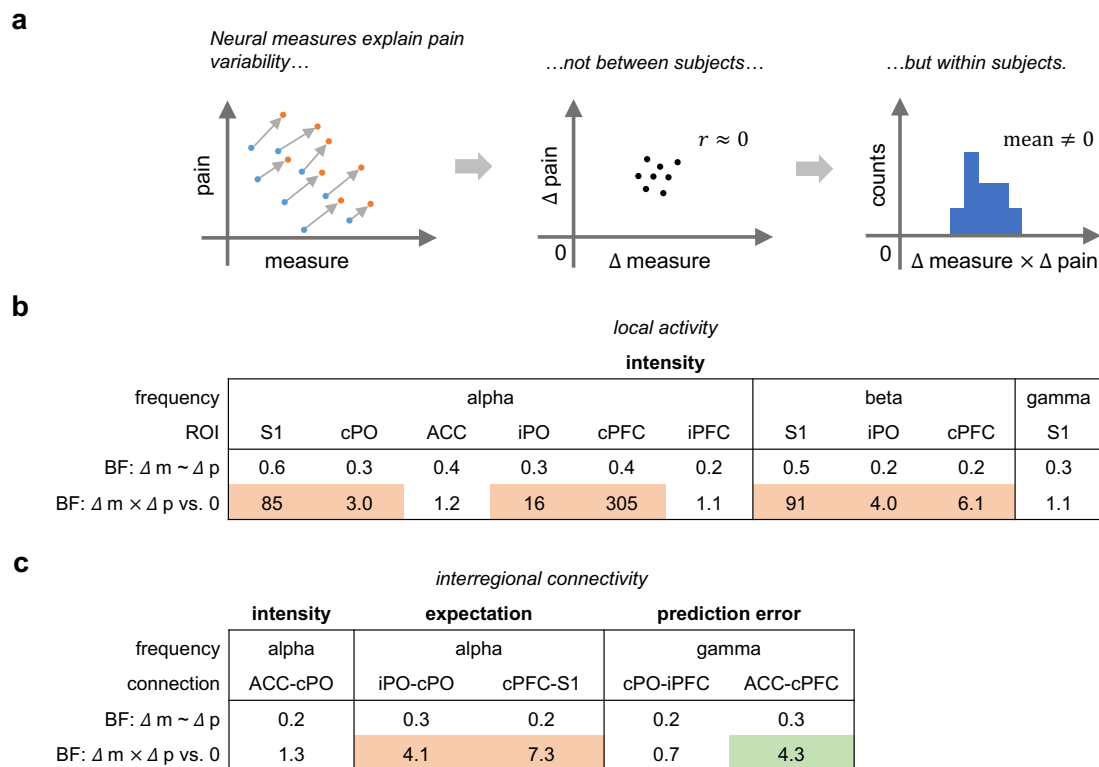 a
Neural measures explain pain
variability…
…not between subjects…
…but within subjects.
pain
measure
r ≈ 0
Δ pain
0
Δ measure
mean ≠ 0
counts
0
Δ measure × Δ pain
b
local activity
intensity
frequency alpha beta gamma
ROI S1 cPO ACC iPO cPFC iPFC S1 iPO cPFC S1
BF: Δ m ~ Δ p 0.6 0.3 0.4 0.3 0.4 0.2 0.5 0.2 0.2 0.3
BF: Δ m × Δ p vs. 0 85 3.0 1.2 16 305 1.1 91 4.0 6.1 1.1
c
interregional connectivity
intensity expectation prediction error
frequency alpha alpha gamma
connection ACC-cPO iPO-cPO cPFC-S1 cPO-iPFC ACC-cPFC
BF: Δ m ~ Δ p 0.2 0.3 0.2 0.2 0.3
BF: Δ m × Δ p vs. 0 1.3 4.1 7.3 0.7 4.3